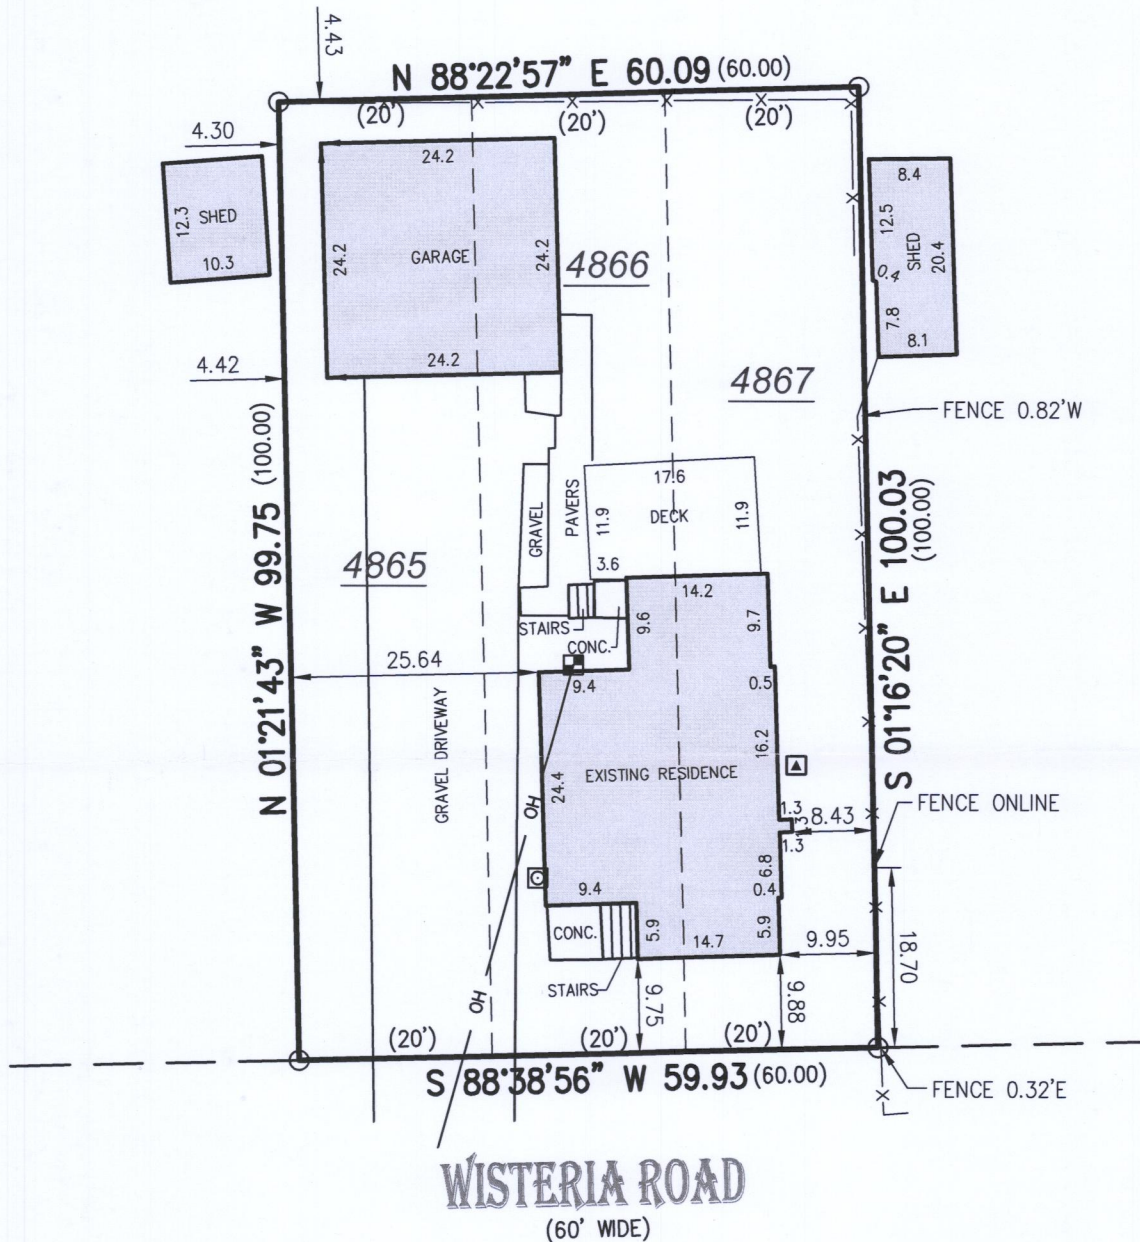 4.43
N 88°22'57" E 60.09 (60.00)
(20')
(20')
(20')
4.30
24.2
8.4
12.3
SHED
10.3
24.2
GARAGE
24.2
4866
12.5
SHED
20.4
0.4
7.8
8.1
24.2
4.42
4867
FENCE 0.82'W
N 01°21'43" W 99.75 (100.00)
S 01°16'20" E 100.03
(100.00)
17.6
GRAVEL
PAVERS
11.9
DECK
11.9
4865
3.6
14.2
STAIRS
CONC.
9.6
9.7
25.64
9.4
0.5
GRAVEL DRIVEWAY
16.2
EXISTING RESIDENCE
24.4
OH
1.3
1.3
8.43
1.3
FENCE ONLINE
6.8
9.4
0.4
CONC.
5.9
14.7
5.9
9.95
18.70
STAIRS
OH
9.75
9.88
(20')
(20')
(20')
S 88°38'56" W 59.93 (60.00)
FENCE 0.32'E
WISTERIA ROAD
(60' WIDE)